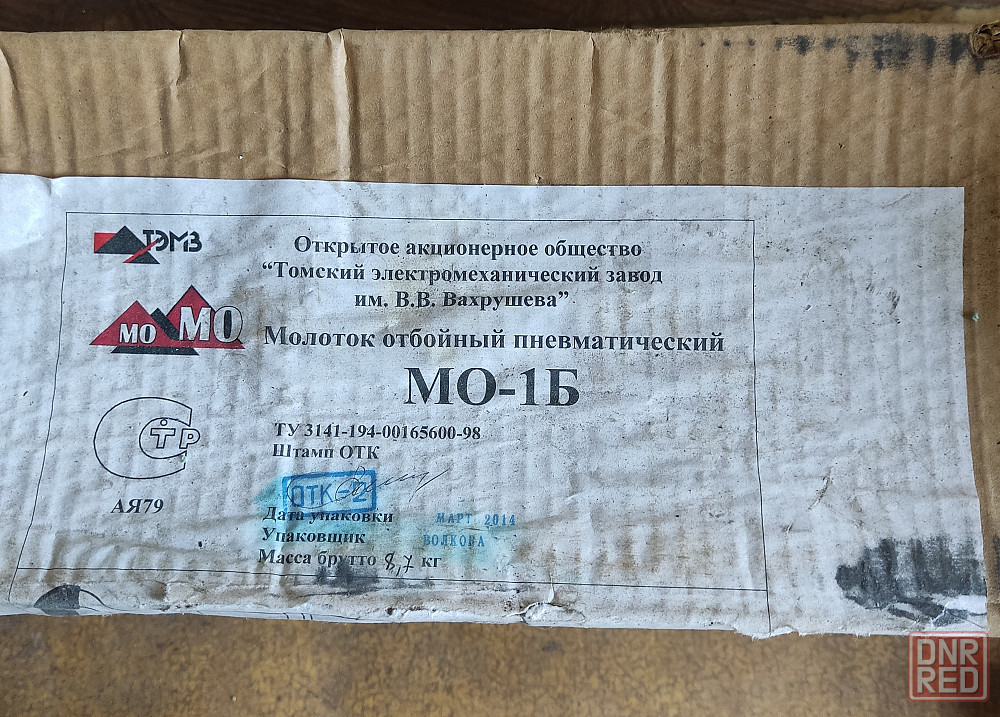 ТЭМЗ
Открытое акционерное общество
“Томский электромеханический завод
им. В.В. Вахрушева”
МО МО
Молоток отбойный пневматический
МО-1Б
ТУ 3141-194-00165600-98
Штамп ОТК
СТР
АЯ79
ОТК-2
Дата упаковки МАРТ 2014
Упаковщик ВОЛКОВА
Масса брутто 8,7 кг
DNR
RED